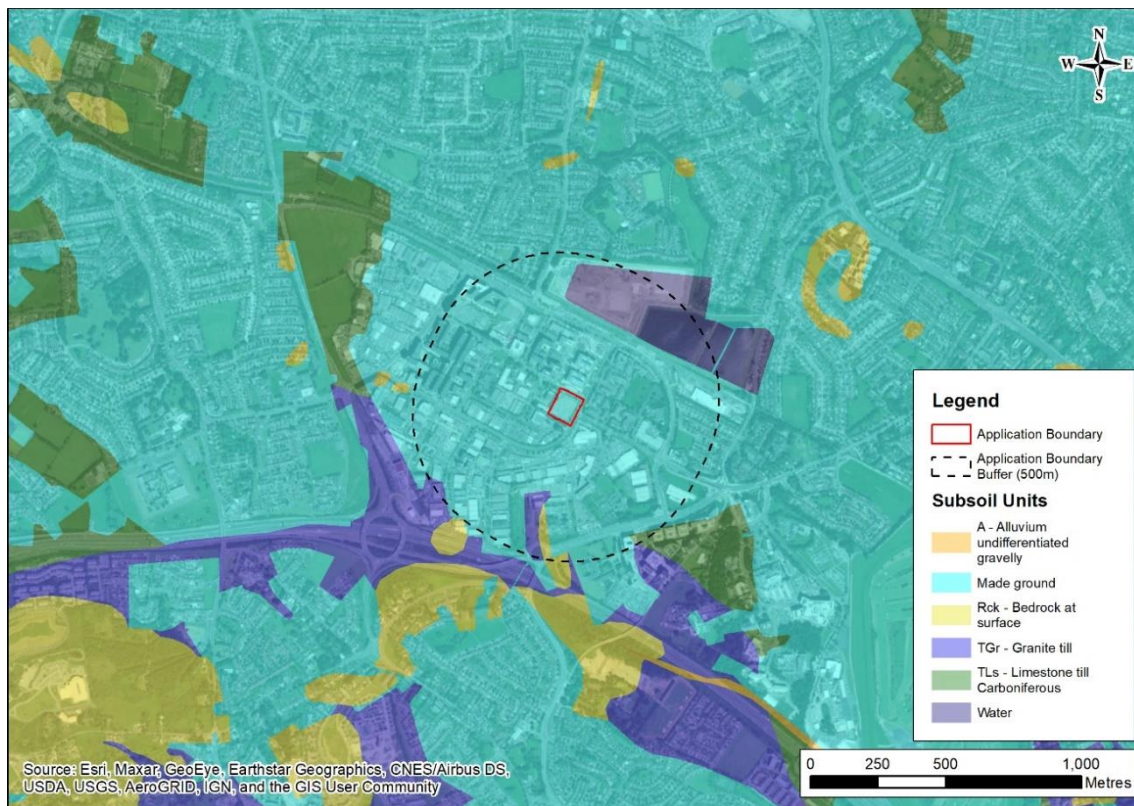 N
W E
S
Legend
Application Boundary
Application Boundary
Buffer (500m)
Subsoil Units
A - Alluvium
undifferentiated
gravelly
Made ground
Rck - Bedrock at
surface
TGr - Granite till
TLs - Limestone till
Carboniferous
Water
0 250 500 1,000
Metres
Source: Esri, Maxar, GeoEye, Earthstar Geographics, CNES/Airbus DS,
USDA, USGS, AeroGRID, IGN, and the GIS User Community